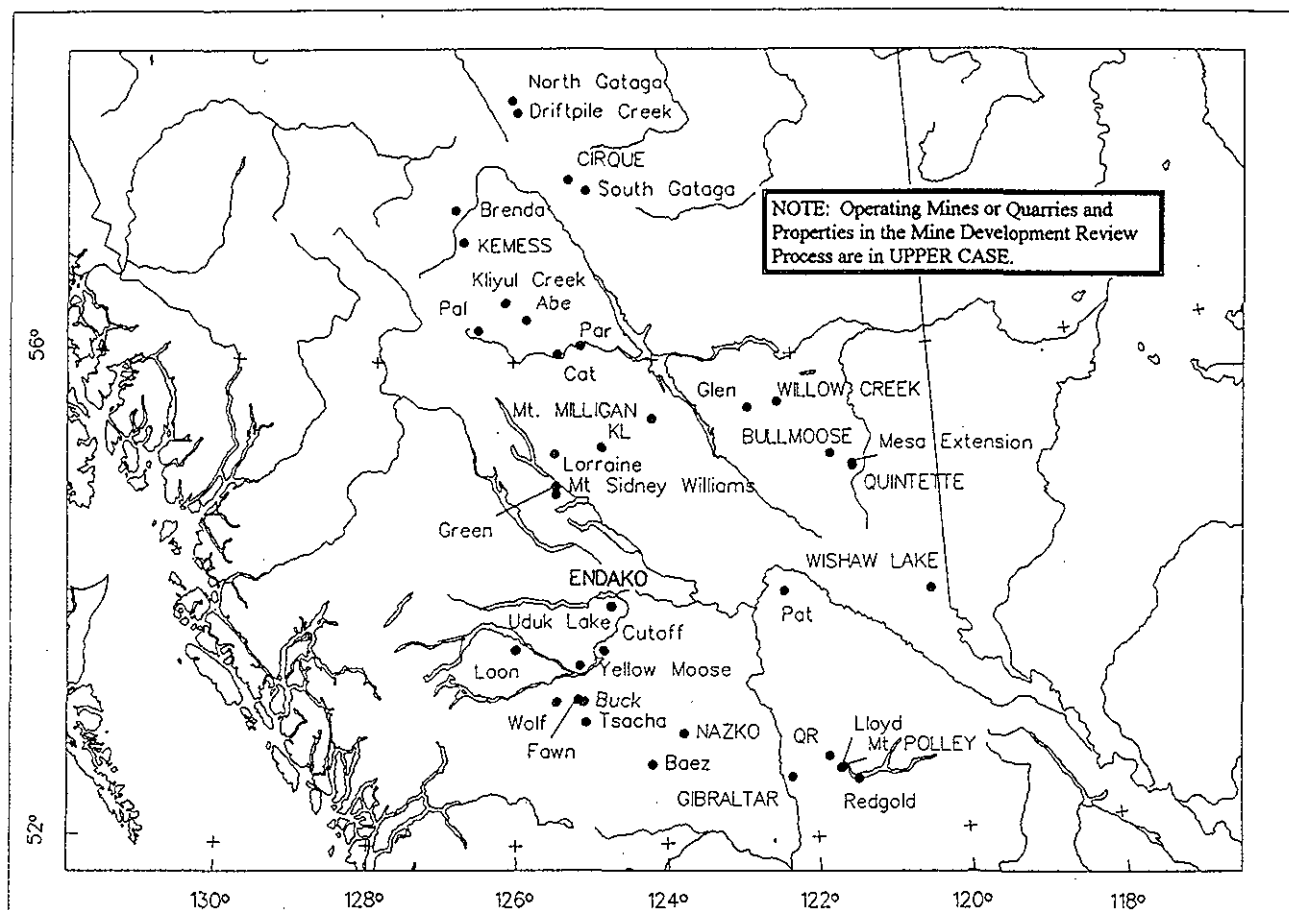 North Gataga
Driftpile Creek
CIRQUE
South Gataga
NOTE: Operating Mines or Quarries and
Properties in the Mine Development Review
Process are in UPPER CASE.
Brenda
KEMESS
Kliyul Creek
Abe
Pal
Par
56°
Cat
Glen
WILLOW CREEK
Mt. MILLIGAN
KL
BULLMOOSE
Mesa Extension
Lorraine
QUINTETTE
Mt Sidney Williams
Green
WISHAW LAKE
ENDAKO
Pat
Uduk Lake
Cutoff
Loon
Yellow Moose
Buck
Wolf
Tsacha
Fawn
NAZKO
QR
Lloyd
Mt POLLEY
Baez
GIBRALTAR
Redgold
52°
130°
128°
126°
124°
122°
120°
118°